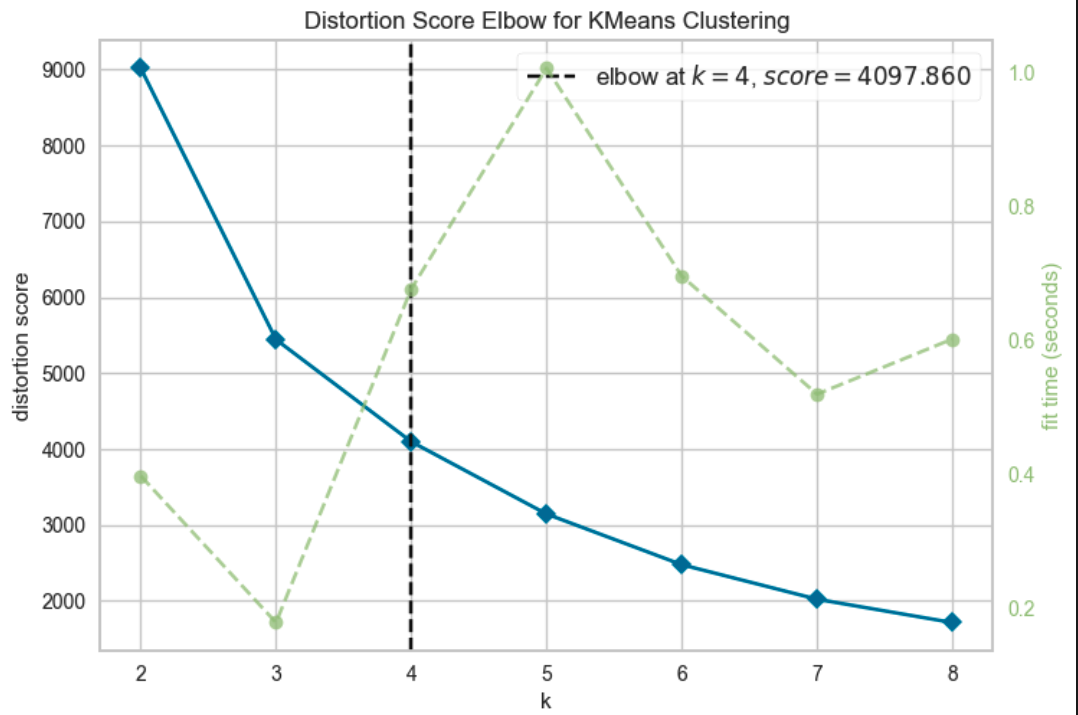 Distortion Score Elbow for KMeans Clustering
elbow at k = 4, score = 4097.860
distortion score
9000
8000
7000
6000
5000
4000
3000
2000
1.0
0.8
0.6
0.4
0.2
fit time (seconds)
2 3 4 5 6 7 8
k